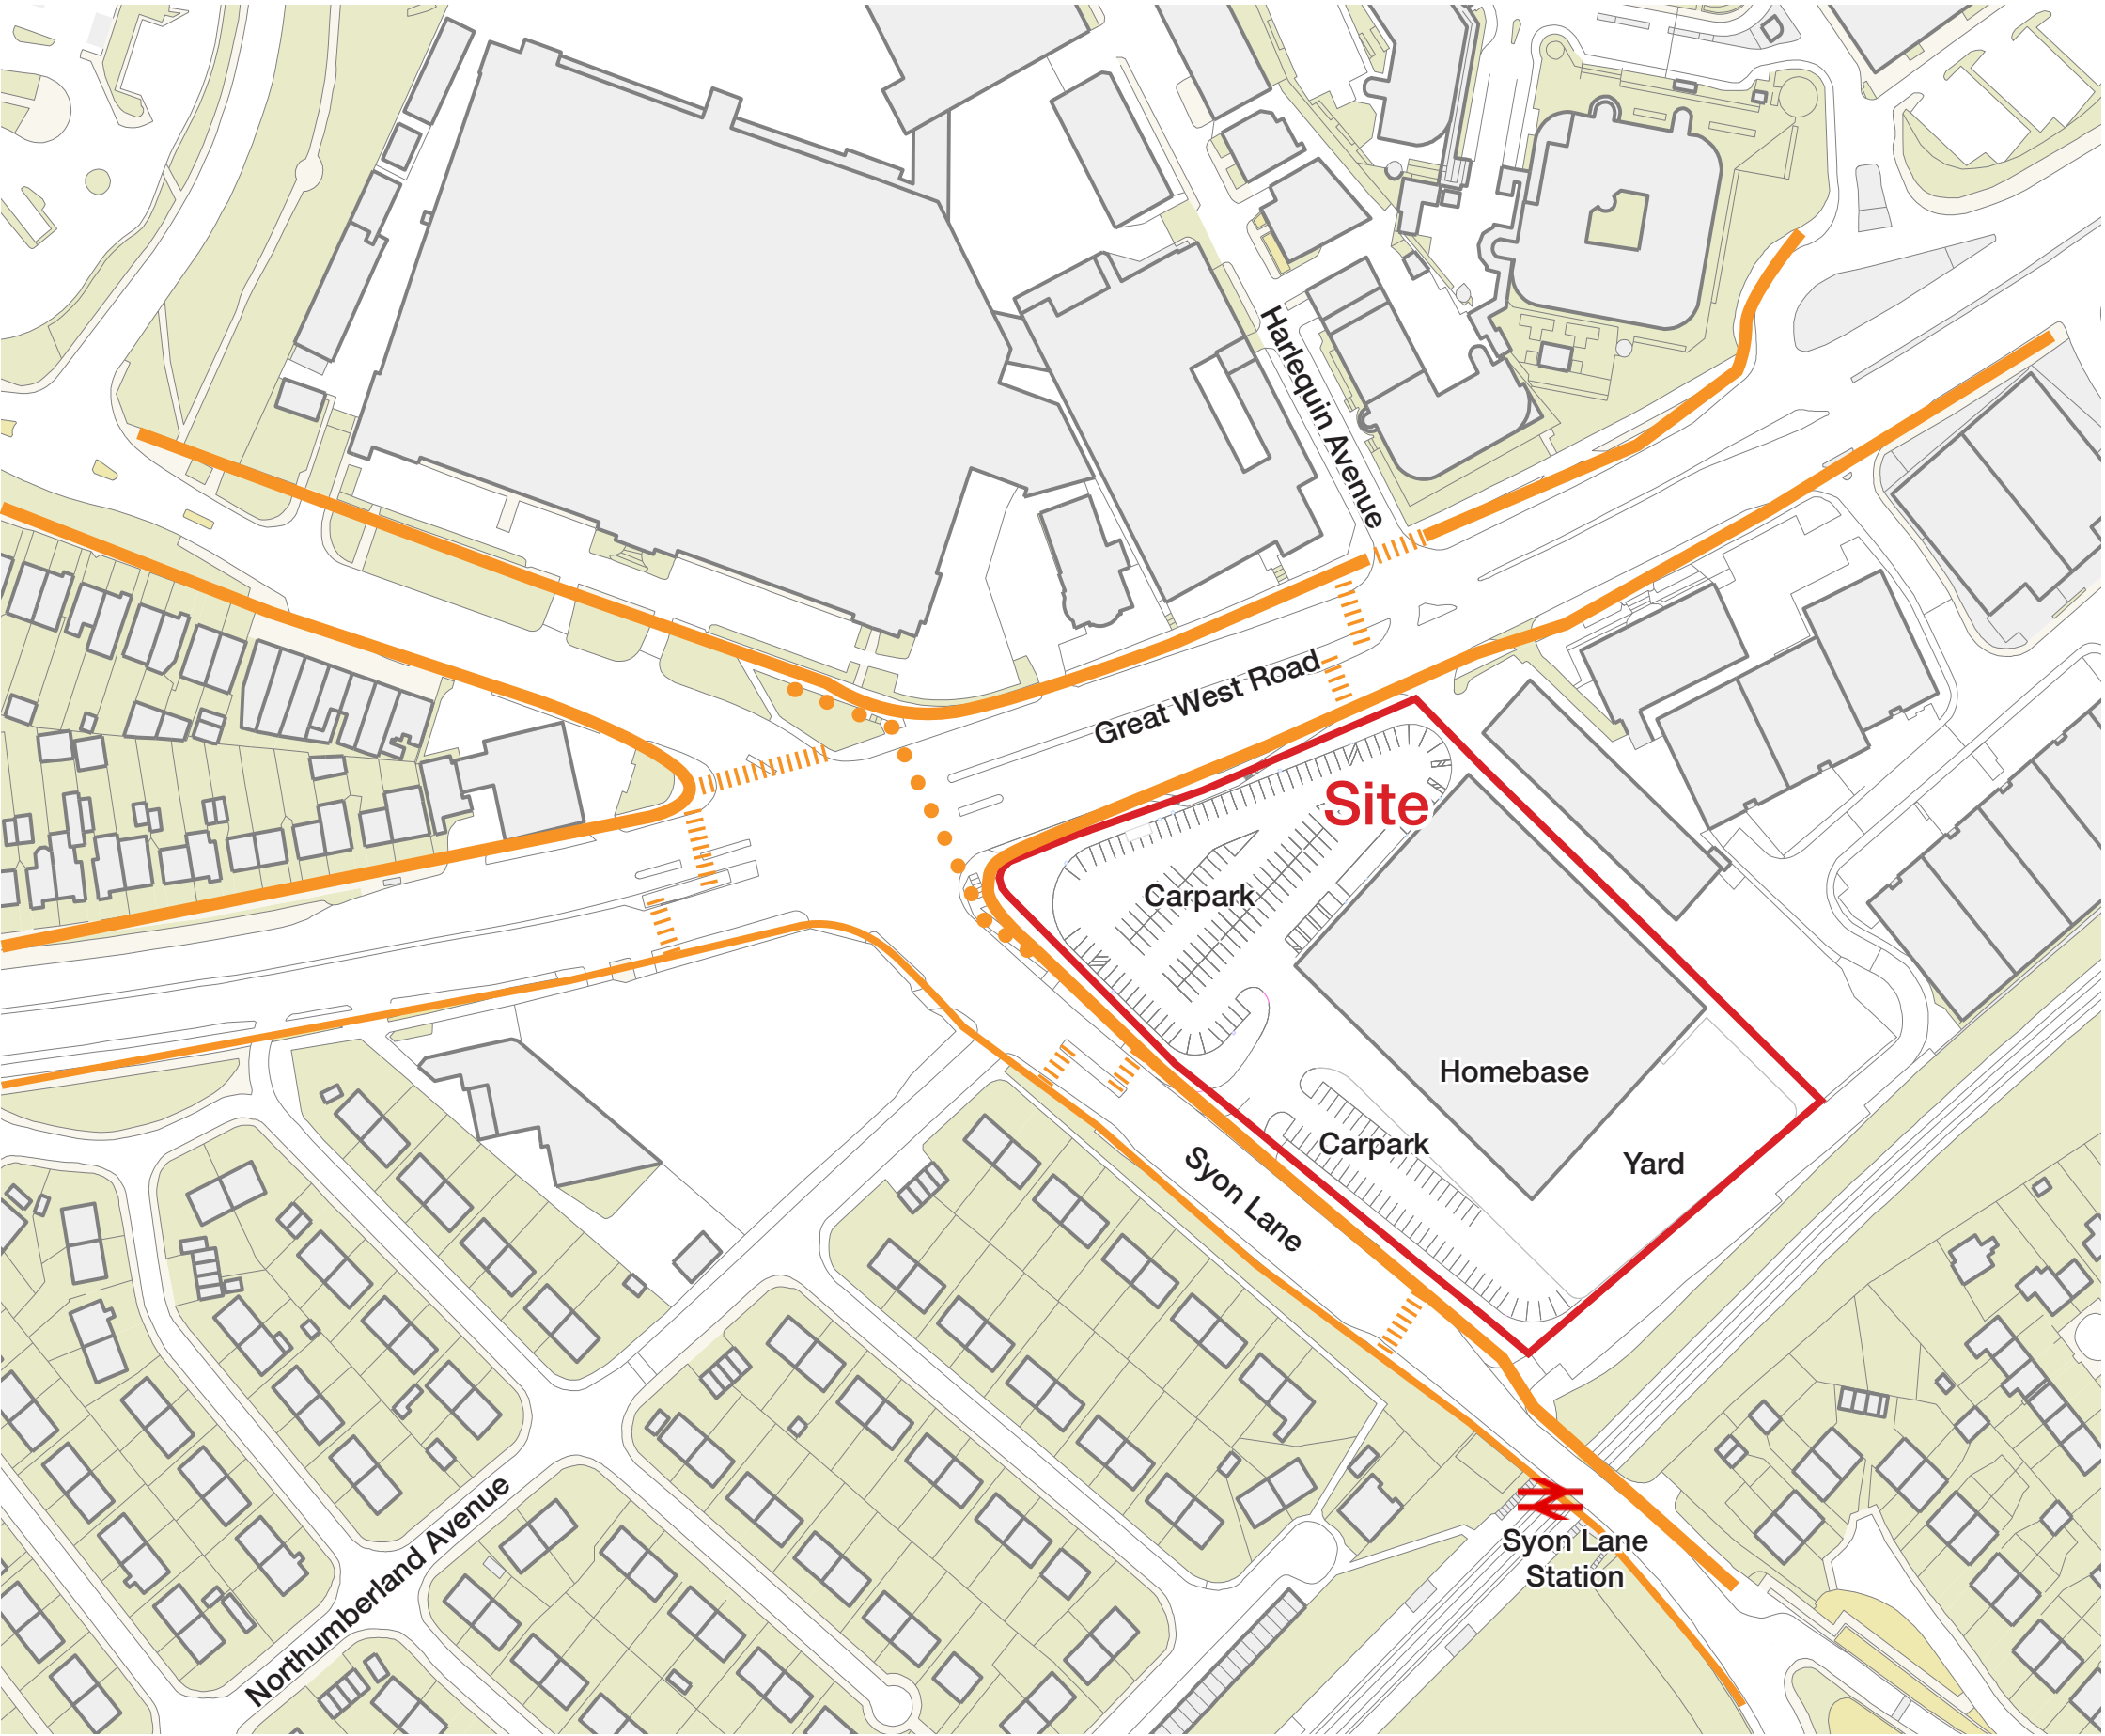 Harlequin Avenue
Great West Road
Site
Carpark
Homebase
Carpark
Yard
Syon Lane
Northumberland Avenue
Syon Lane
Station